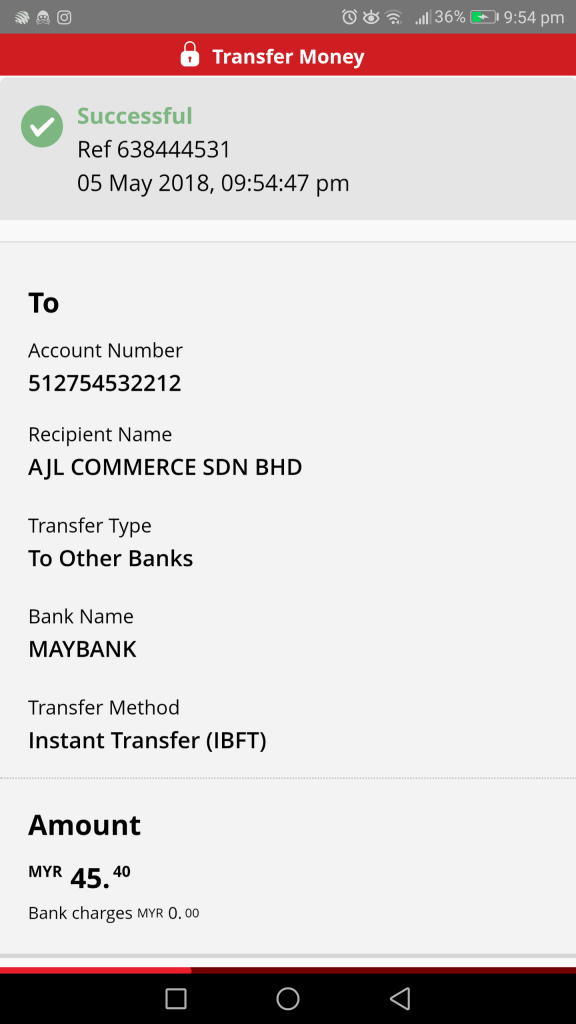 36% 9:54 pm
Transfer Money
Successful
Ref 638444531
05 May 2018, 09:54:47 pm
To
Account Number
512754532212
Recipient Name
AJL COMMERCE SDN BHD
Transfer Type
To Other Banks
Bank Name
MAYBANK
Transfer Method
Instant Transfer (IBFT)
Amount
MYR 45.40
Bank charges MYR 0.00